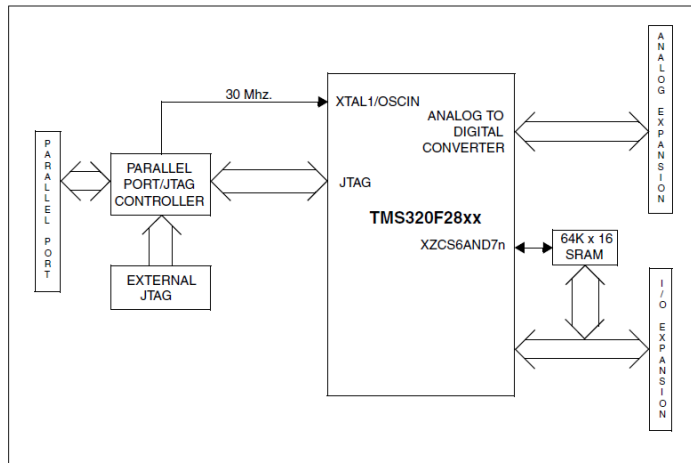 30 Mhz.
XTAL1/OSCIN
ANALOG TO
DIGITAL
CONVERTER
ANALOG EXPANSION
PARALLEL PORT
PARALLEL
PORT/JTAG
CONTROLLER
JTAG
TMS320F28xx
XZCS6AND7n
64K x 16
SRAM
EXTERNAL
JTAG
I/O EXPANSION